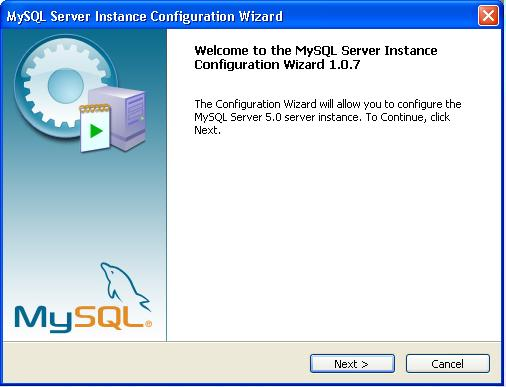 MySQL Server Instance Configuration Wizard
Welcome to the MySQL Server Instance
Configuration Wizard 1.0.7
The Configuration Wizard will allow you to configure the
MySQL Server 5.0 server instance. To Continue, click
Next.
MySQL®
Next >
Cancel